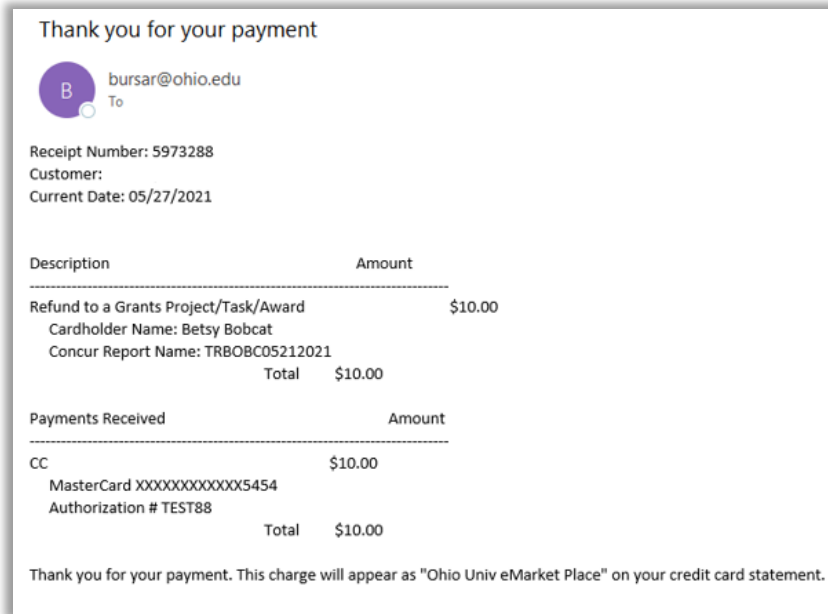 Thank you for your payment
B
bursar@ohio.edu
To
Receipt Number: 5973288
Customer:
Current Date: 05/27/2021
Description Amount
--------------------------------------------------------------------------------
Refund to a Grants Project/Task/Award $10.00
Cardholder Name: Betsy Bobcat
Concur Report Name: TRBOBC05212021
Total $10.00
Payments Received Amount
--------------------------------------------------------------------------------
CC $10.00
MasterCard XXXXXXXXXXXX5454
Authorization # TEST88
Total $10.00
Thank you for your payment. This charge will appear as "Ohio Univ eMarket Place" on your credit card statement.